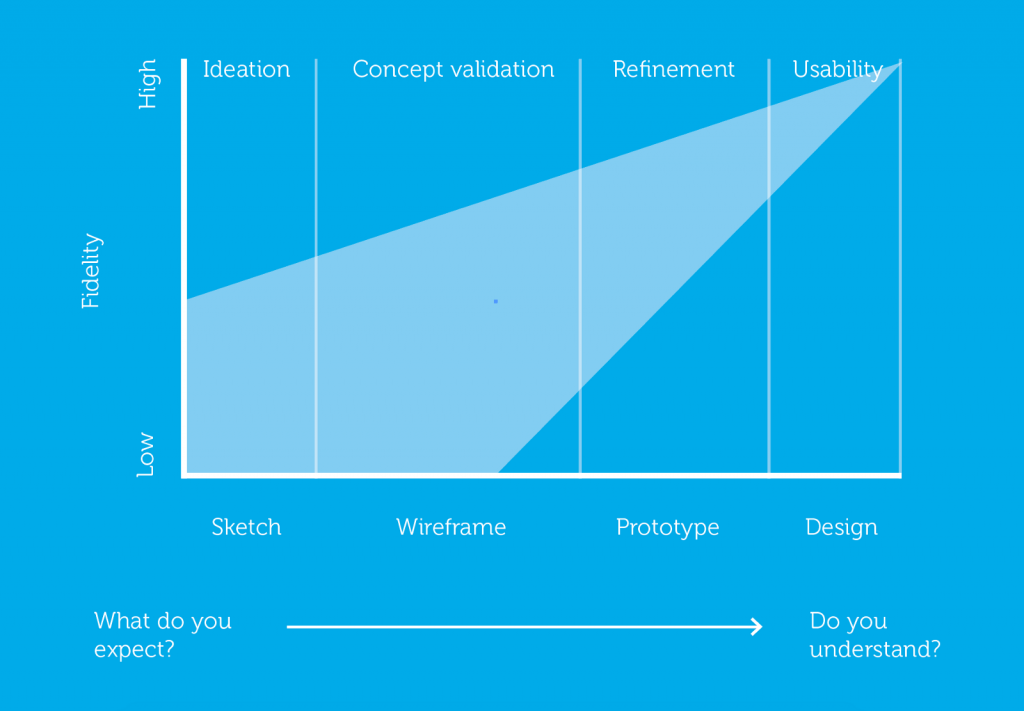 Ideation
Concept validation
Refinement
Usability
High
Fidelity
Low
Sketch
Wireframe
Prototype
Design
What do you
expect?
Do you
understand?